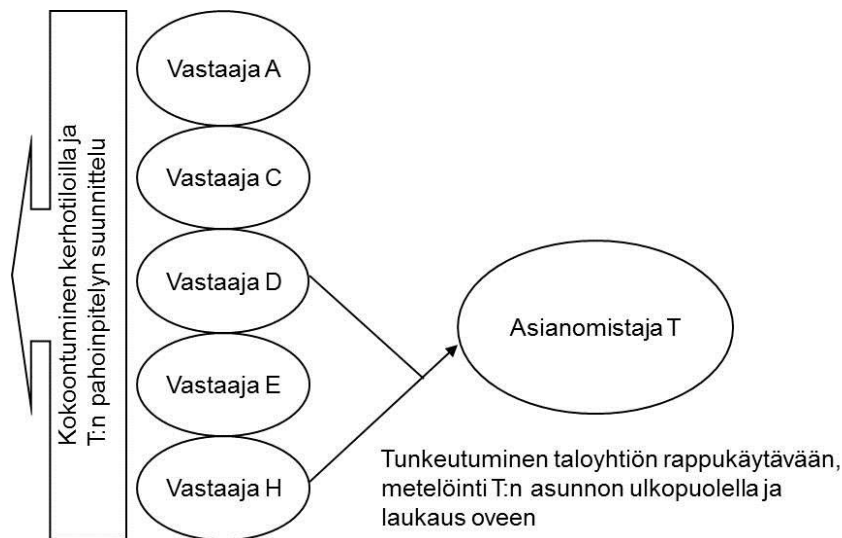 Kokoontuminen kerhotiloilla ja
T:n pahoinpitelyn suunnittelu
Vastaaja A
Vastaaja C
Vastaaja D
Vastaaja E
Vastaaja H
Asianomistaja T
Tunkeutuminen taloyhtiön rappukäytävään,
metelöinti T:n asunnon ulkopuolella ja
laukaus oveen